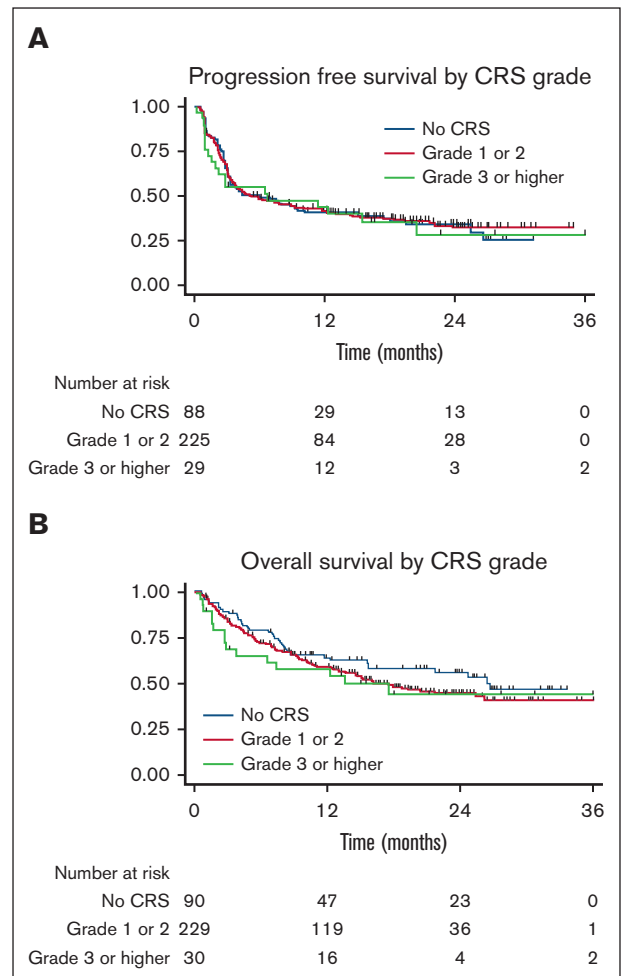 A
Progression free survival by CRS grade
1.00
0.75
0.50
0.25
0.00
No CRS
Grade 1 or 2
Grade 3 or higher
0 12 24 36
Time (months)
Number at risk
No CRS 88 29 13 0
Grade 1 or 2 225 84 28 0
Grade 3 or higher 29 12 3 2
B
Overall survival by CRS grade
1.00
0.75
0.50
0.25
0.00
No CRS
Grade 1 or 2
Grade 3 or higher
0 12 24 36
Time (months)
Number at risk
No CRS 90 47 23 0
Grade 1 or 2 229 119 36 1
Grade 3 or higher 30 16 4 2